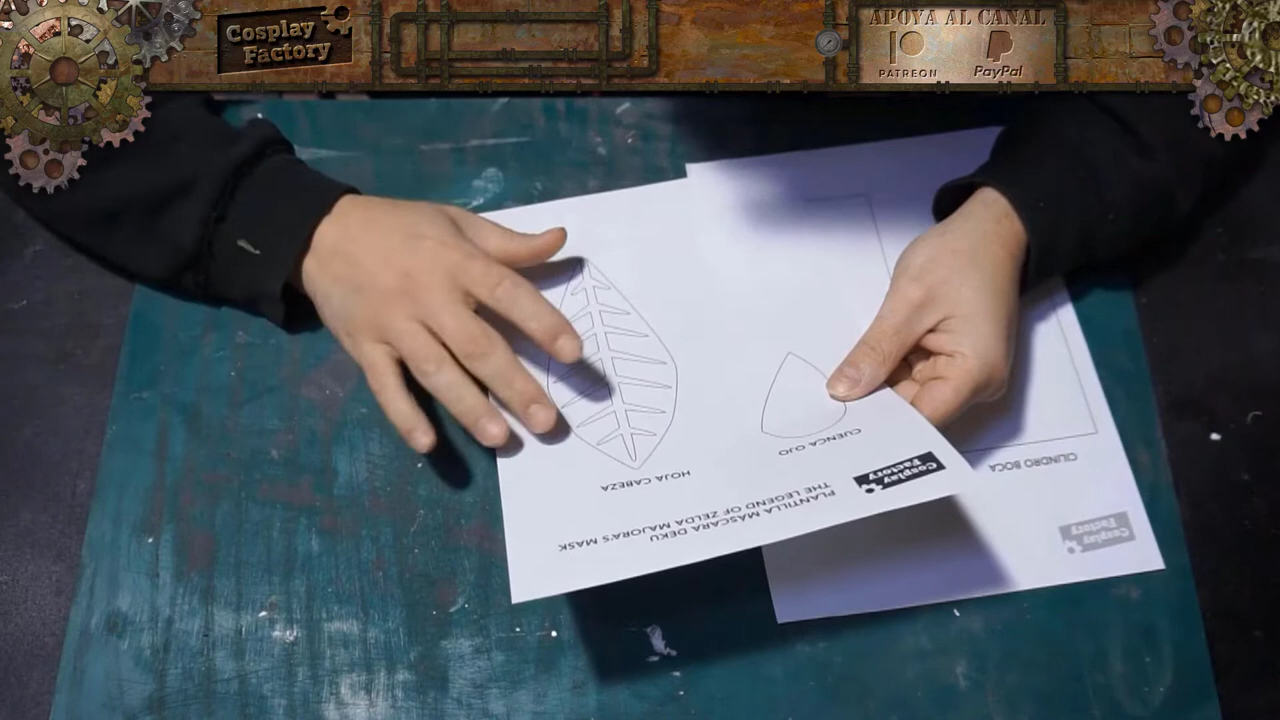 Cosplay
Factory
APOYA AL CANAL
PATREON
PayPal
HOJA CABEZA
CUENCA OJO
Cosplay
Factory
PLANTILLA MASCARA DEKU
THE LEGEND OF ZELDA MAJORA'S MASK
CILINDRO BOCA
Cosplay
Factory